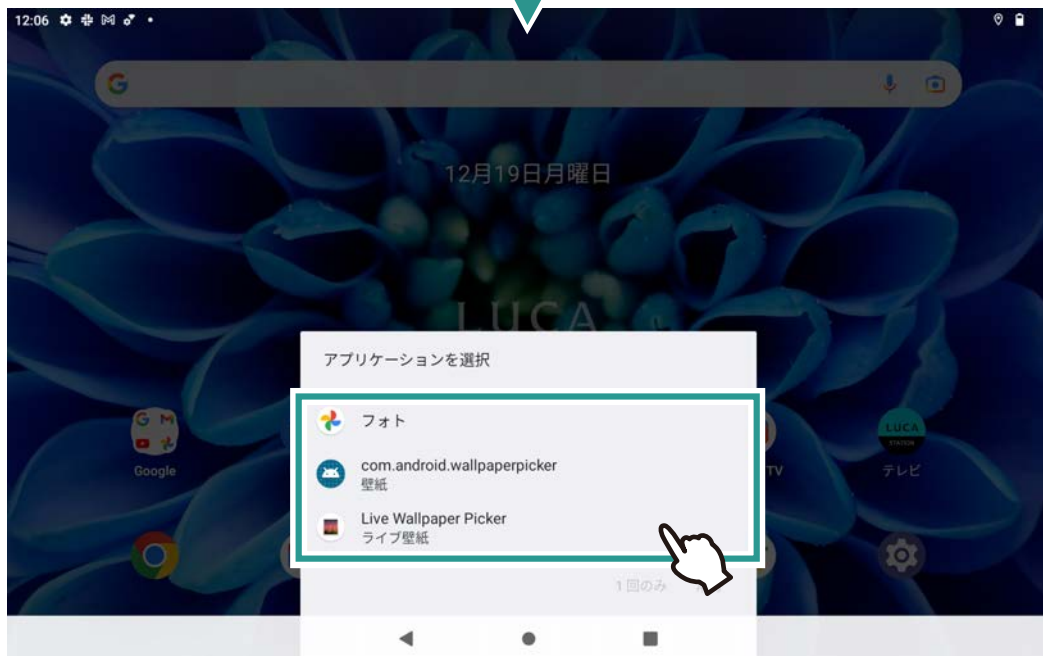 12:06
12月19日月曜日
LUCA
アプリケーションを選択
フォト
com.android.wallpaperpicker
壁紙
Live Wallpaper Picker
ライブ壁紙
Google
TV
LUCA
STATION
テレビ
1 回のみ